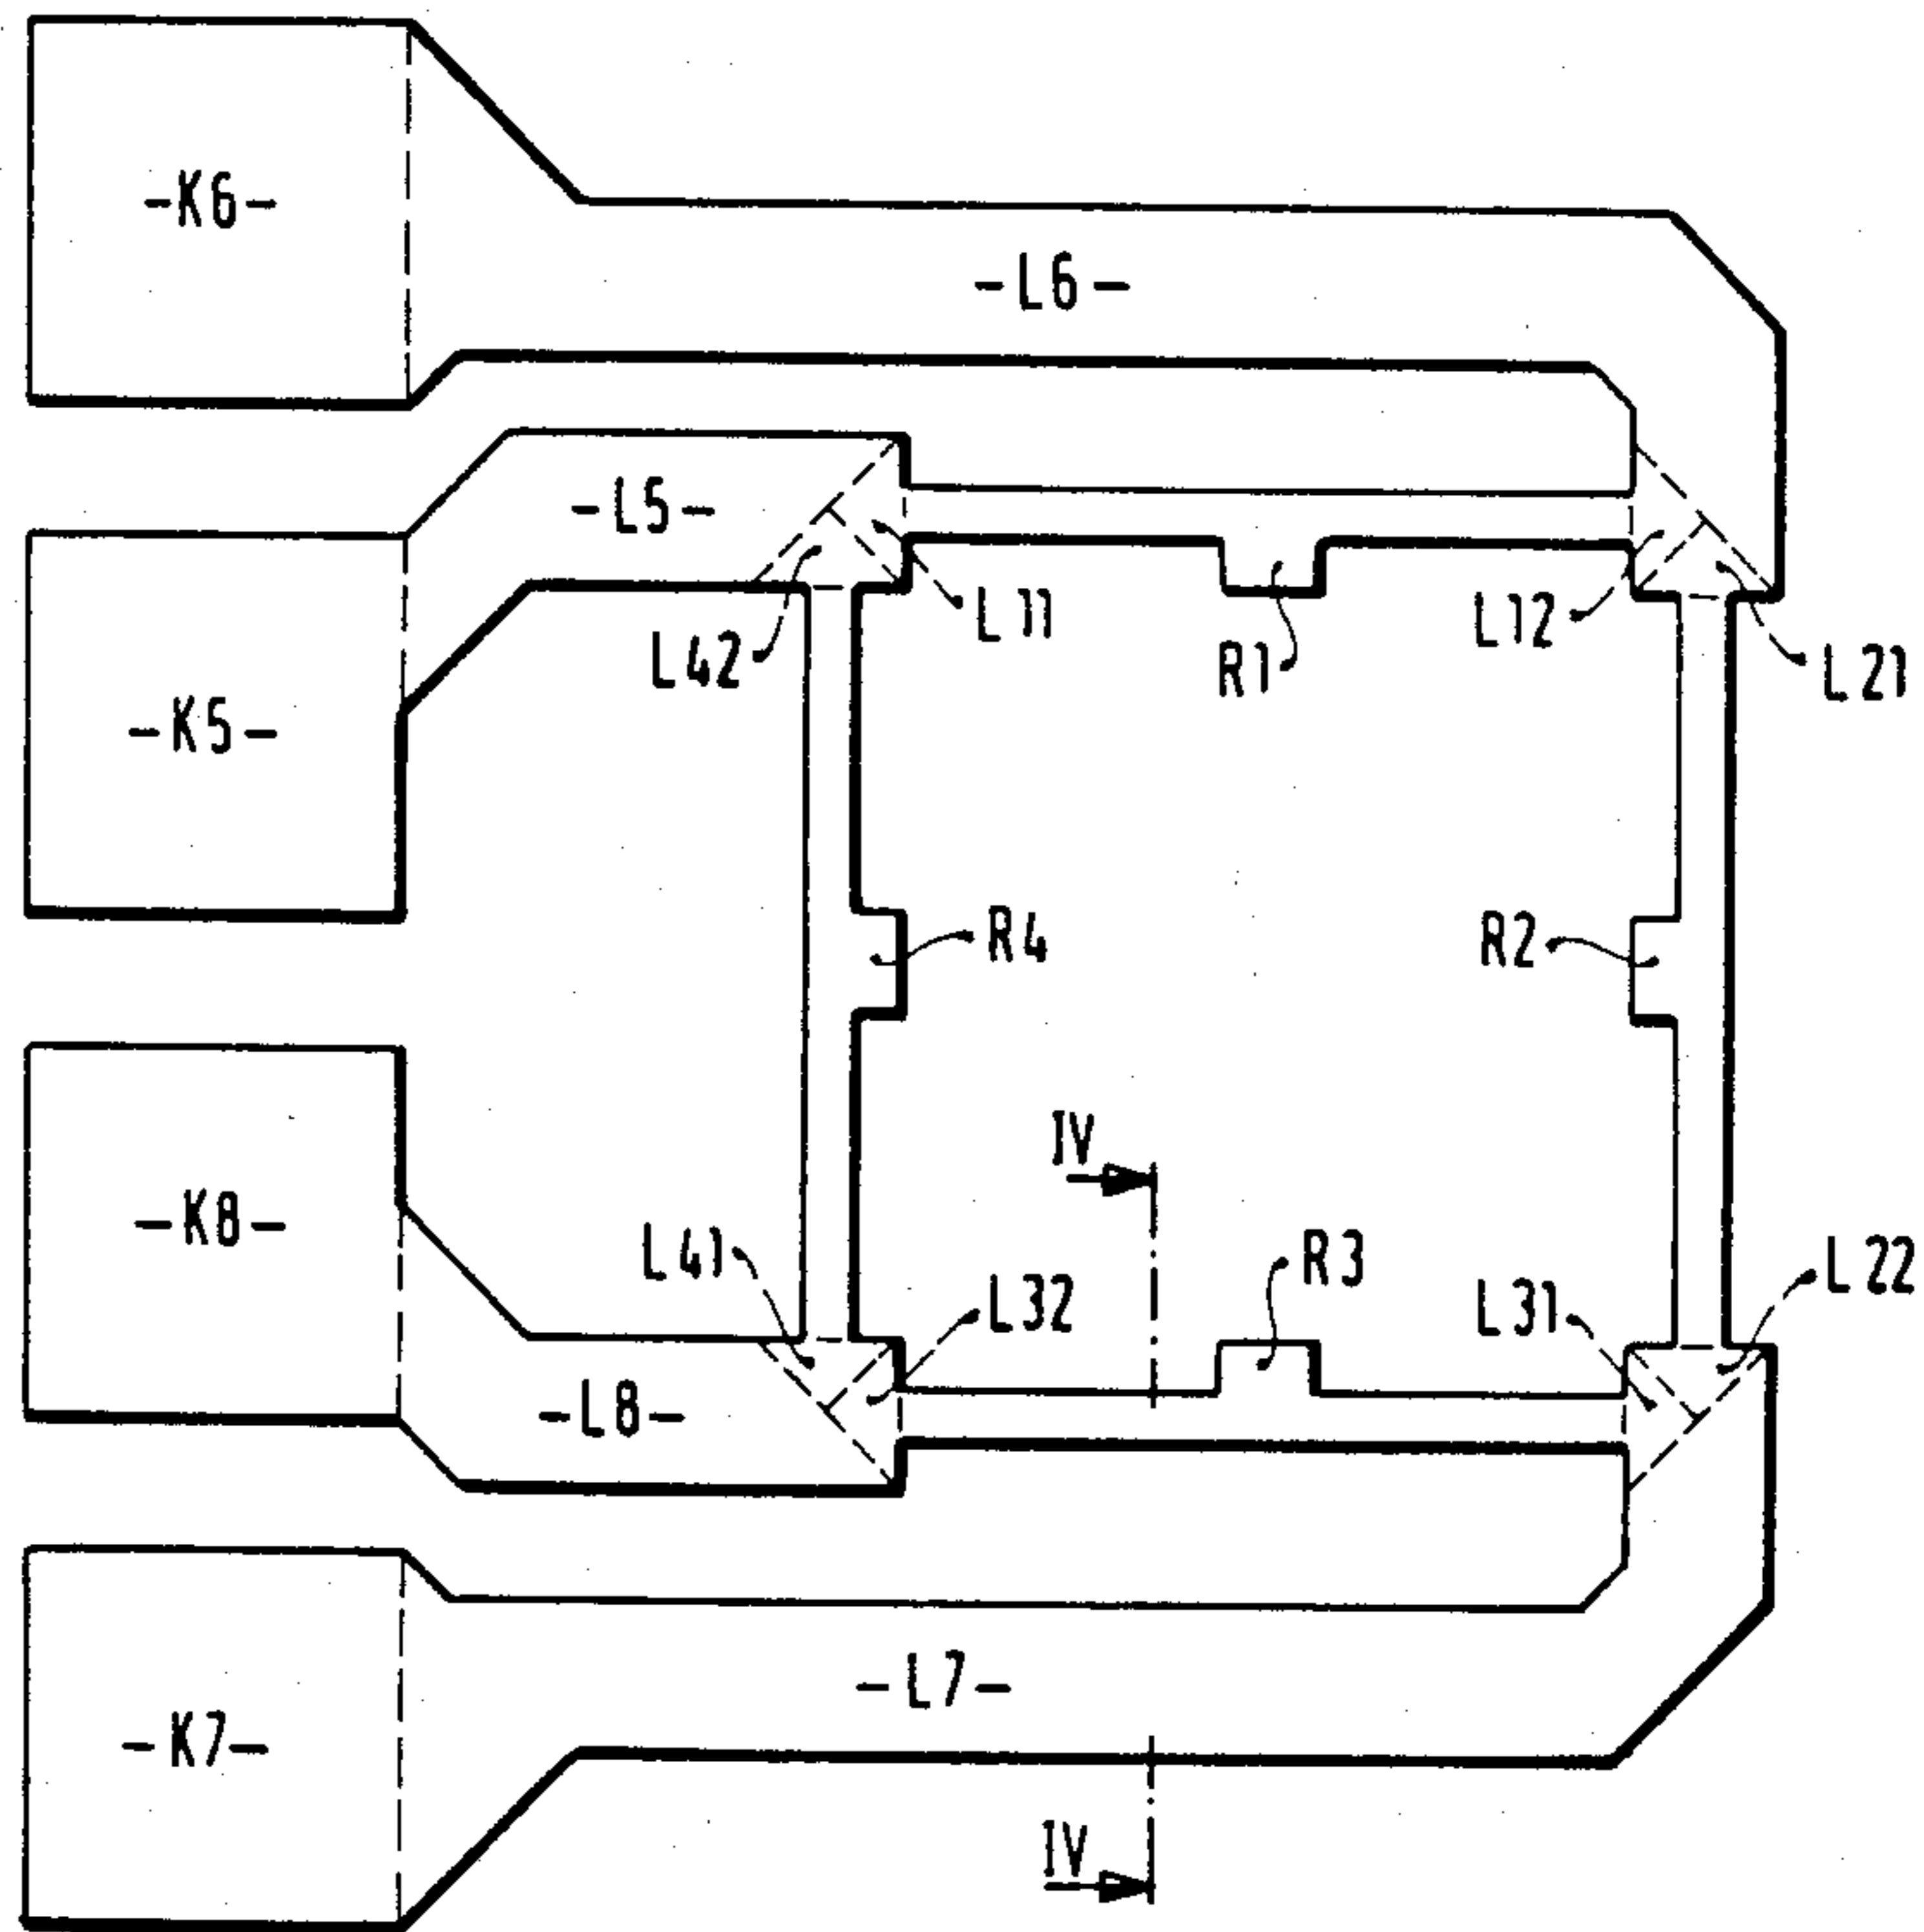 -K6-
-L6-
-L5-
L11
L12
L42
R1
L21
-K5-
R4
R2
IV
-K8-
L41
R3
L22
L32
L31
-L8-
-L7-
-K7-
IV